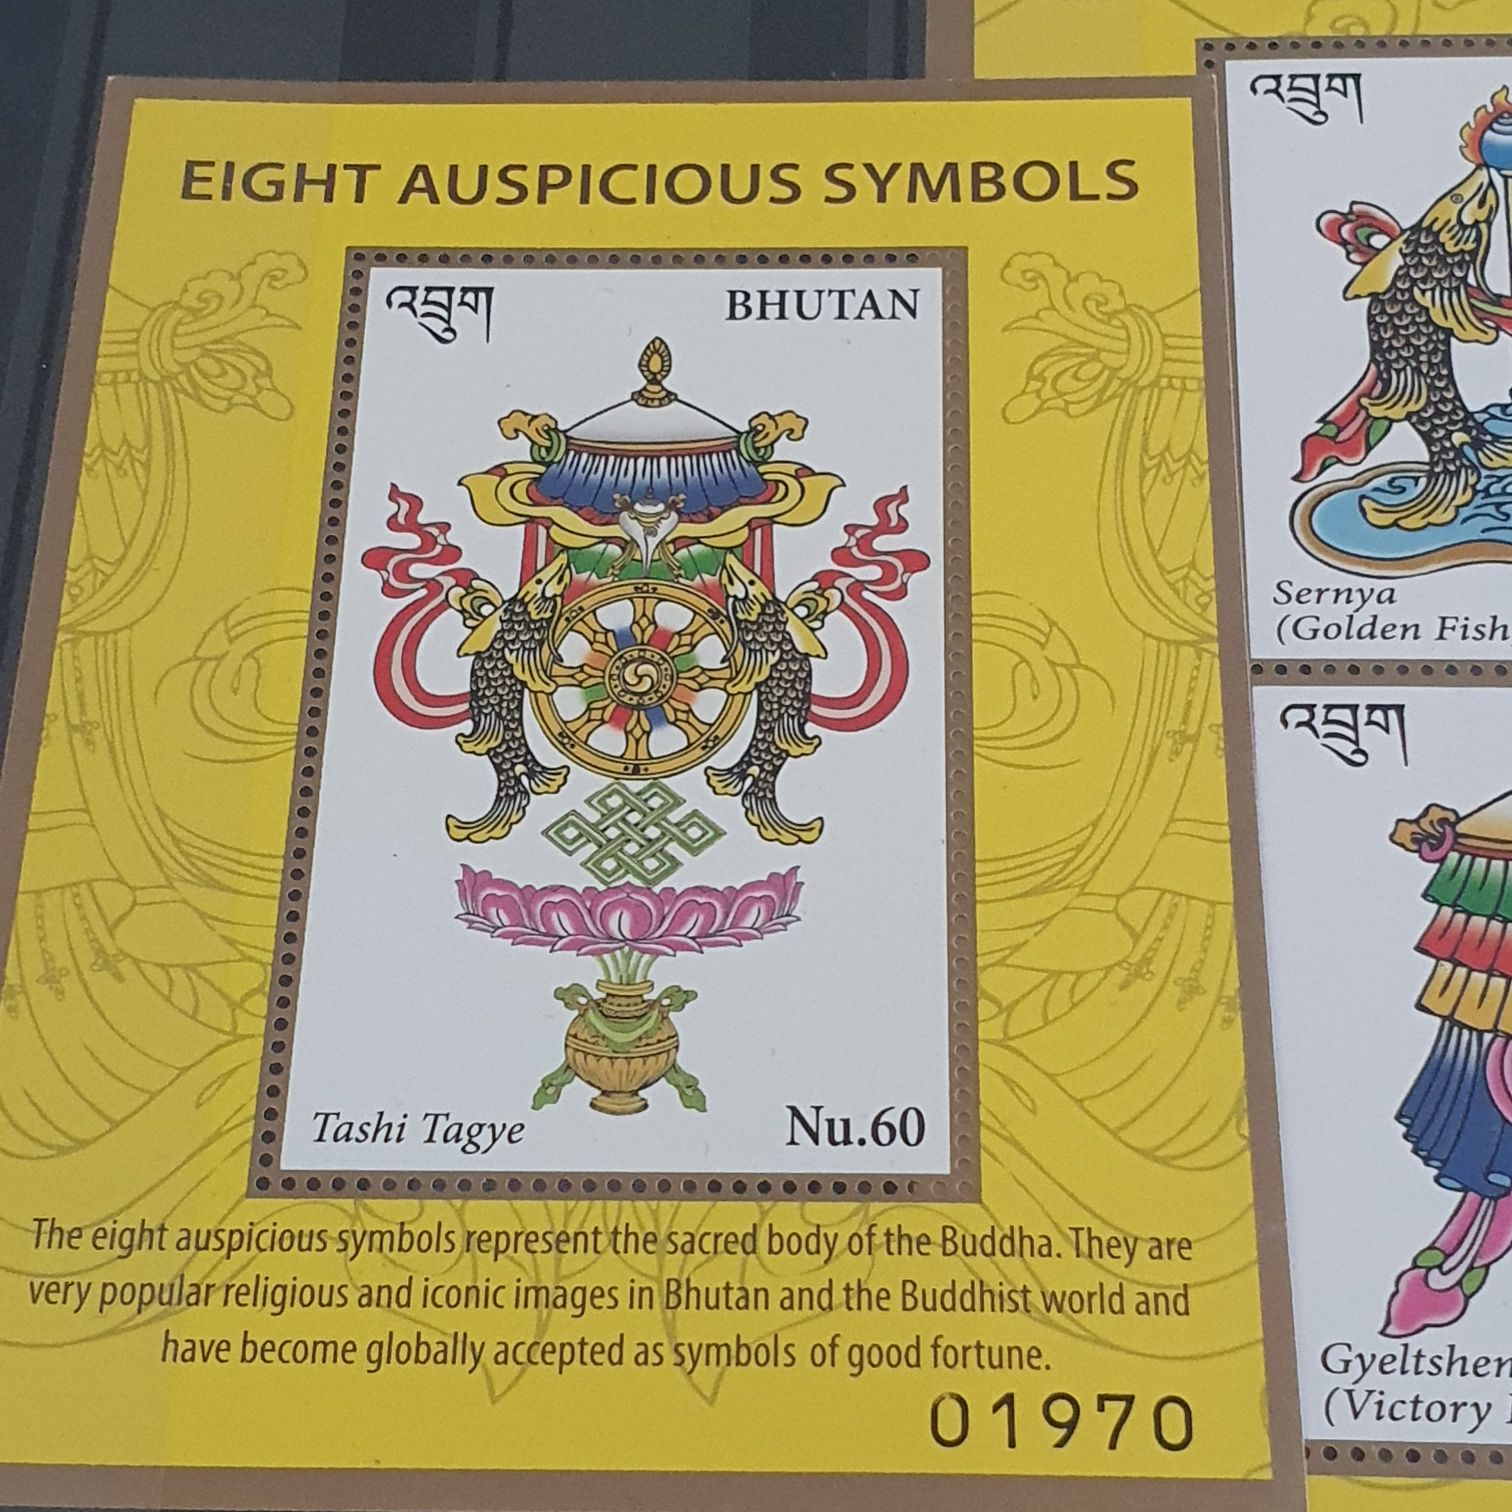 EIGHT AUSPICIOUS SYMBOLS
འབྲུག
BHUTAN
Tashi Tagye
Nu.60
The eight auspicious symbols represent the sacred body of the Buddha. They are
very popular religious and iconic images in Bhutan and the Buddhist world and
have become globally accepted as symbols of good fortune.
01970
འབྲུག
Sernya
(Golden Fish
འབྲུག
Gyeltshen
(Victory